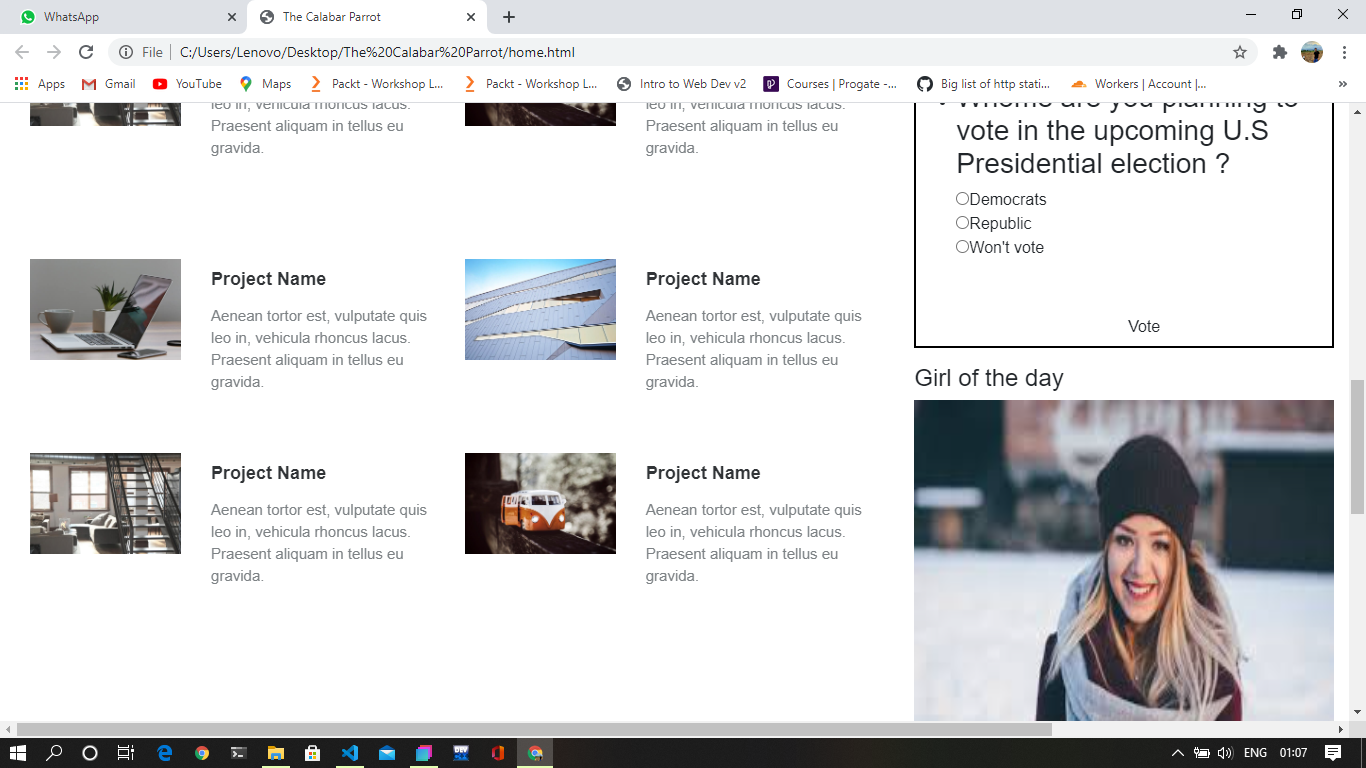 WhatsApp
The Calabar Parrot
File
C:/Users/Lenovo/Desktop/The%20Calabar%20Parrot/home.html
Apps
Gmail
YouTube
Maps
Packt - Workshop L...
Packt - Workshop L...
Intro to Web Dev v2
Courses | Progate -...
Big list of http stati...
Workers | Account |...
»
leo in, vehicula rhoncus lacus.
Praesent aliquam in tellus eu
gravida.
leo in, vehicula rhoncus lacus.
Praesent aliquam in tellus eu
gravida.
Whome are you planning to
vote in the upcoming U.S
Presidential election ?
Democrats
Republic
Won't vote
Vote
Project Name
Aenean tortor est, vulputate quis
leo in, vehicula rhoncus lacus.
Praesent aliquam in tellus eu
gravida.
Project Name
Aenean tortor est, vulputate quis
leo in, vehicula rhoncus lacus.
Praesent aliquam in tellus eu
gravida.
Girl of the day
Project Name
Aenean tortor est, vulputate quis
leo in, vehicula rhoncus lacus.
Praesent aliquam in tellus eu
gravida.
Project Name
Aenean tortor est, vulputate quis
leo in, vehicula rhoncus lacus.
Praesent aliquam in tellus eu
gravida.
DEV
ENG
01:07